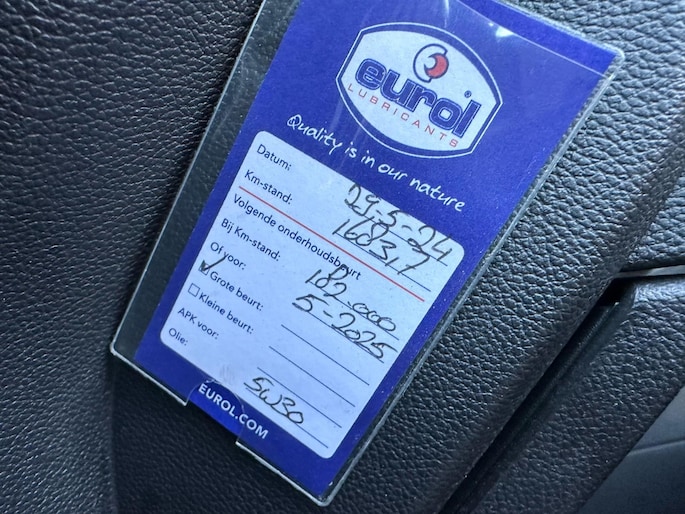 eurol
LUBRICANTS
Quality is in our nature
Datum: 29-5-24
Km-stand: 160317
Volgende onderhoudsbeurt
Bij Km-stand: 182.000
Of voor: 5-2025
Grote beurt:
Kleine beurt:
APK voor:
Olie: 5W30
EUROL.COM